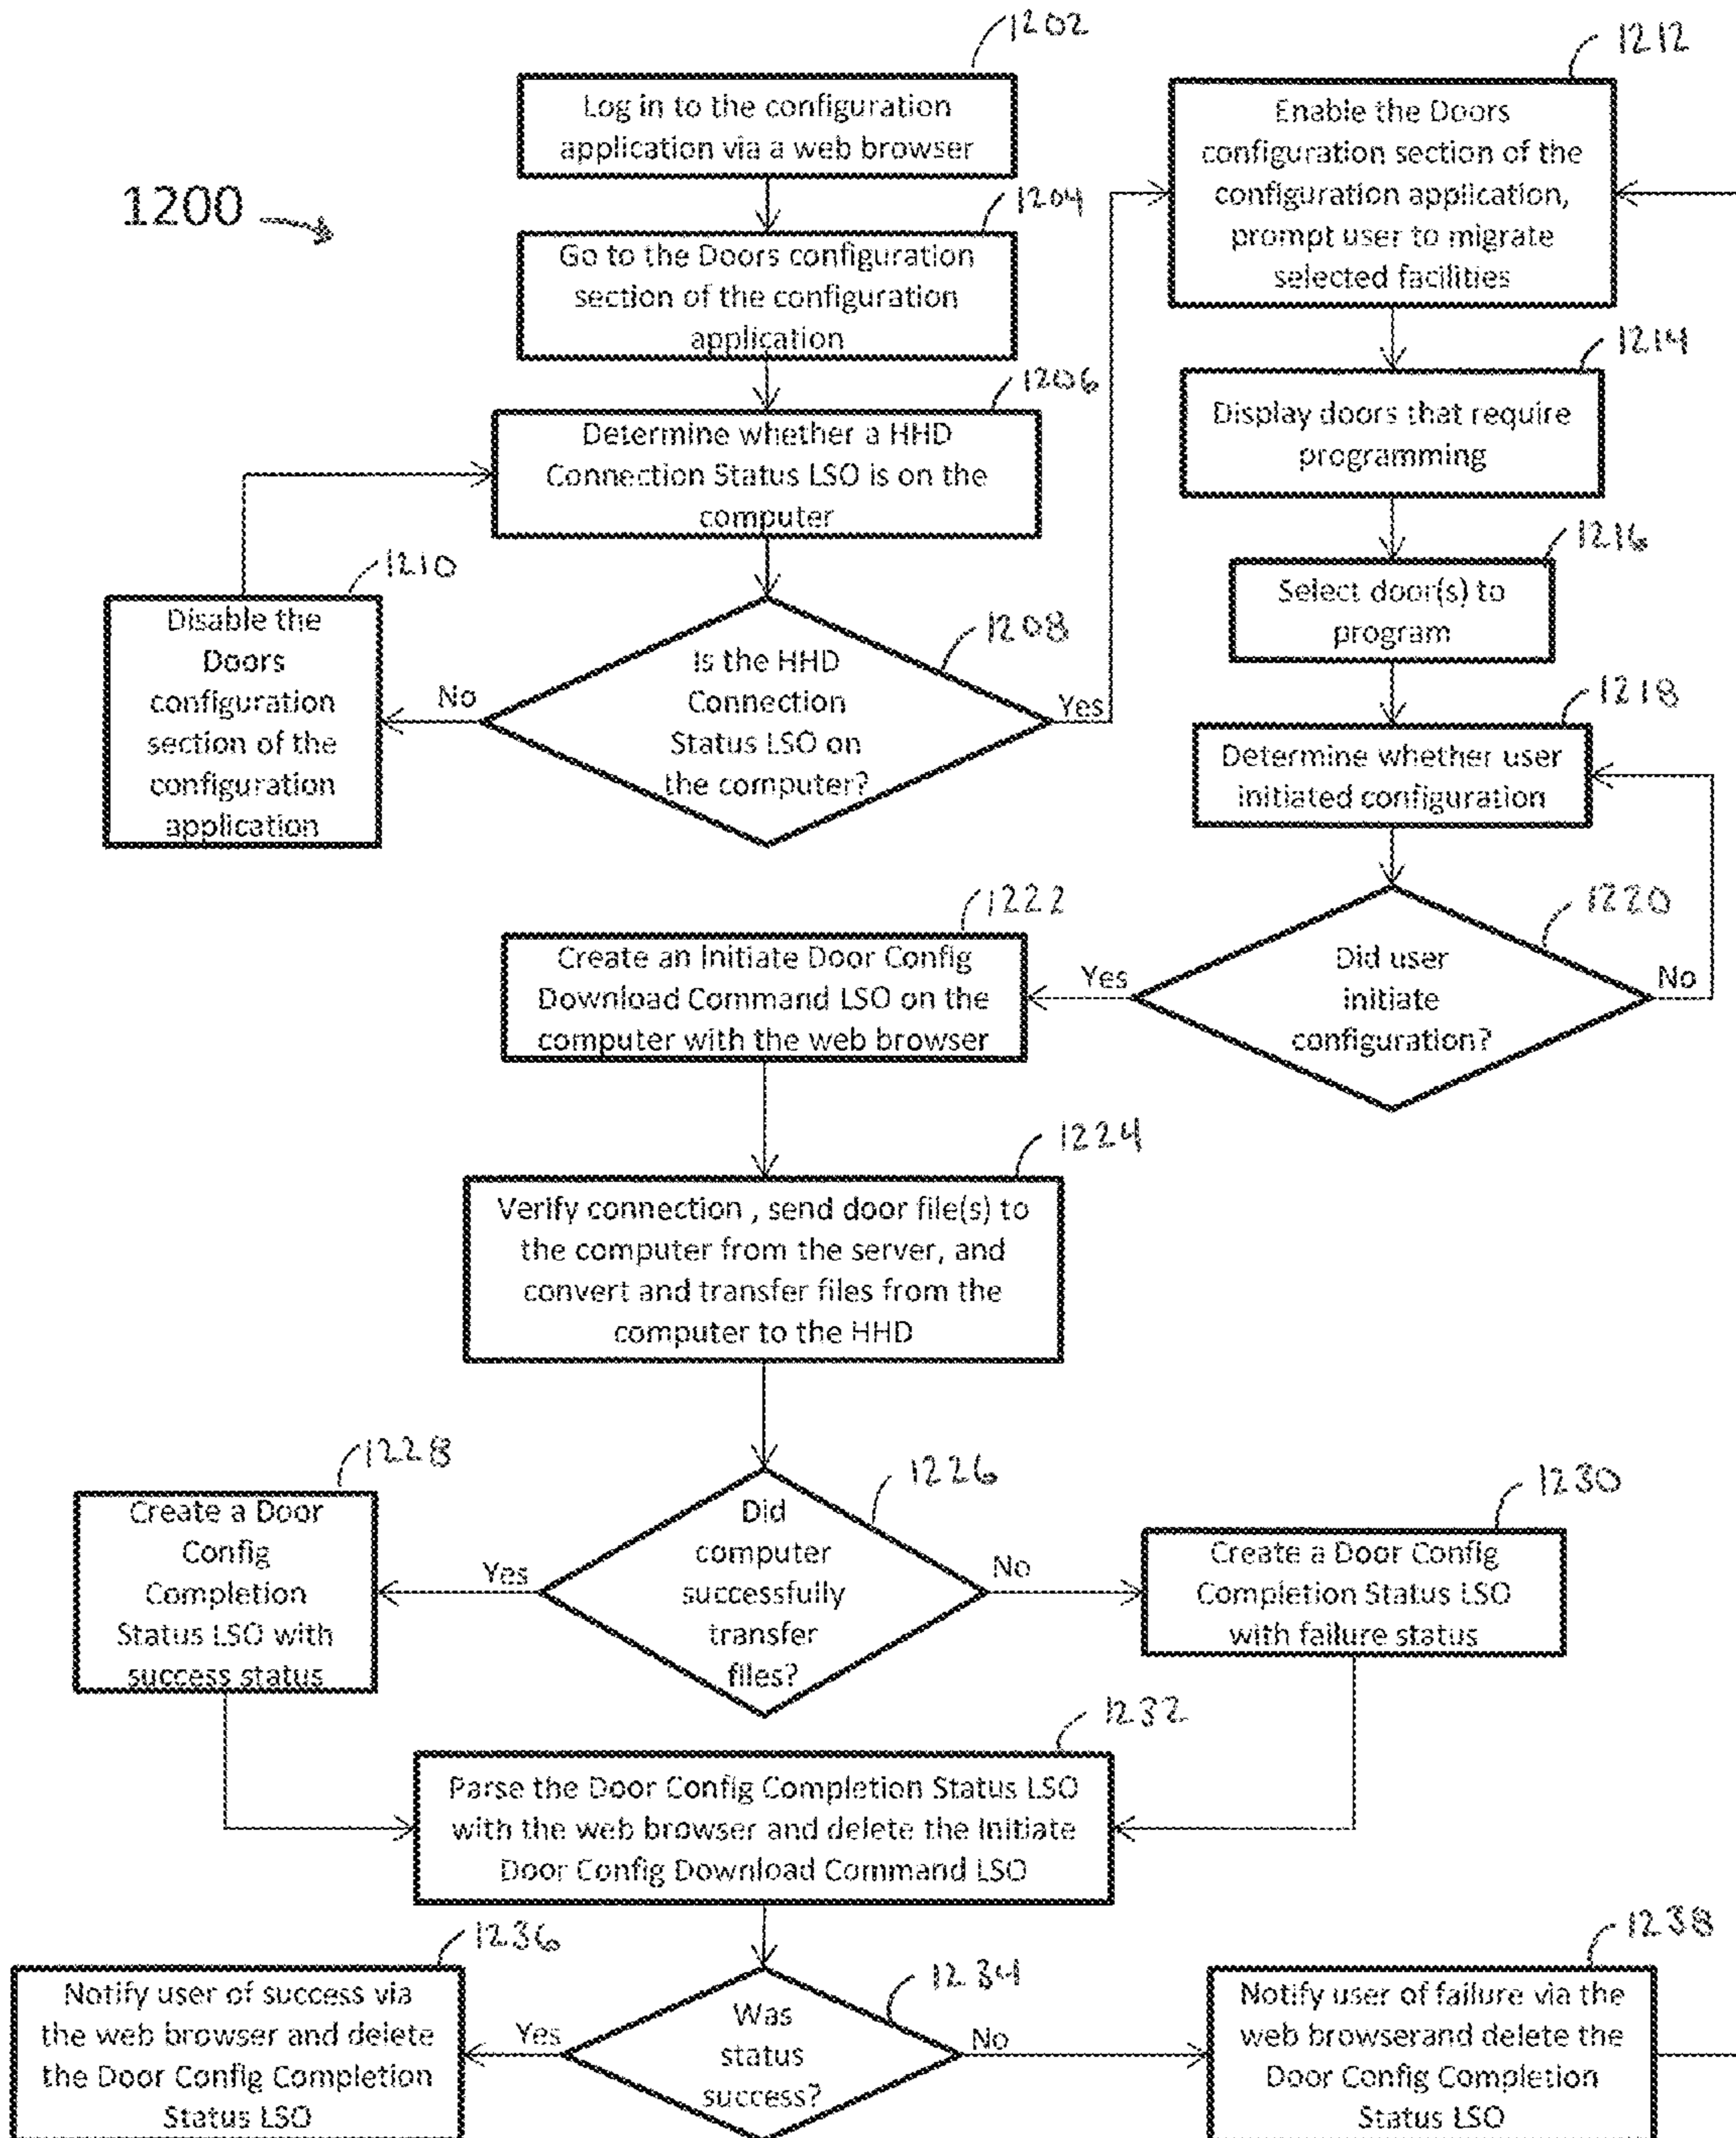 1200
1202
Log in to the configuration
application via a web browser
1204
Go to the Doors configuration
section of the configuration
application
1206
Determine whether a HHD
Connection Status LSO is on the
computer
1208
Is the HHD
Connection
Status LSO on
the computer?
No
Yes
1210
Disable the
Doors
configuration
section of the
configuration
application
1212
Enable the Doors
configuration section of the
configuration application,
prompt user to migrate
selected facilities
1214
Display doors that require
programming
1216
Select door(s) to
program
1218
Determine whether user
initiated configuration
1220
Did user
initiate
configuration?
Yes
No
1222
Create an Initiate Door Config
Download Command LSO on the
computer with the web browser
1224
Verify connection , send door file(s) to
the computer from the server, and
convert and transfer files from the
computer to the HHD
1226
Did
computer
successfully
transfer
files?
Yes
No
1228
Create a Door
Config
Completion
Status LSO with
success status
1230
Create a Door Config
Completion Status LSO
with failure status
1232
Parse the Door Config Completion Status LSO
with the web browser and delete the Initiate
Door Config Download Command LSO
1234
Was
status
success?
Yes
No
1236
Notify user of success via
the web browser and delete
the Door Config Completion
Status LSO
1238
Notify user of failure via the
web browserand delete the
Door Config Completion
Status LSO